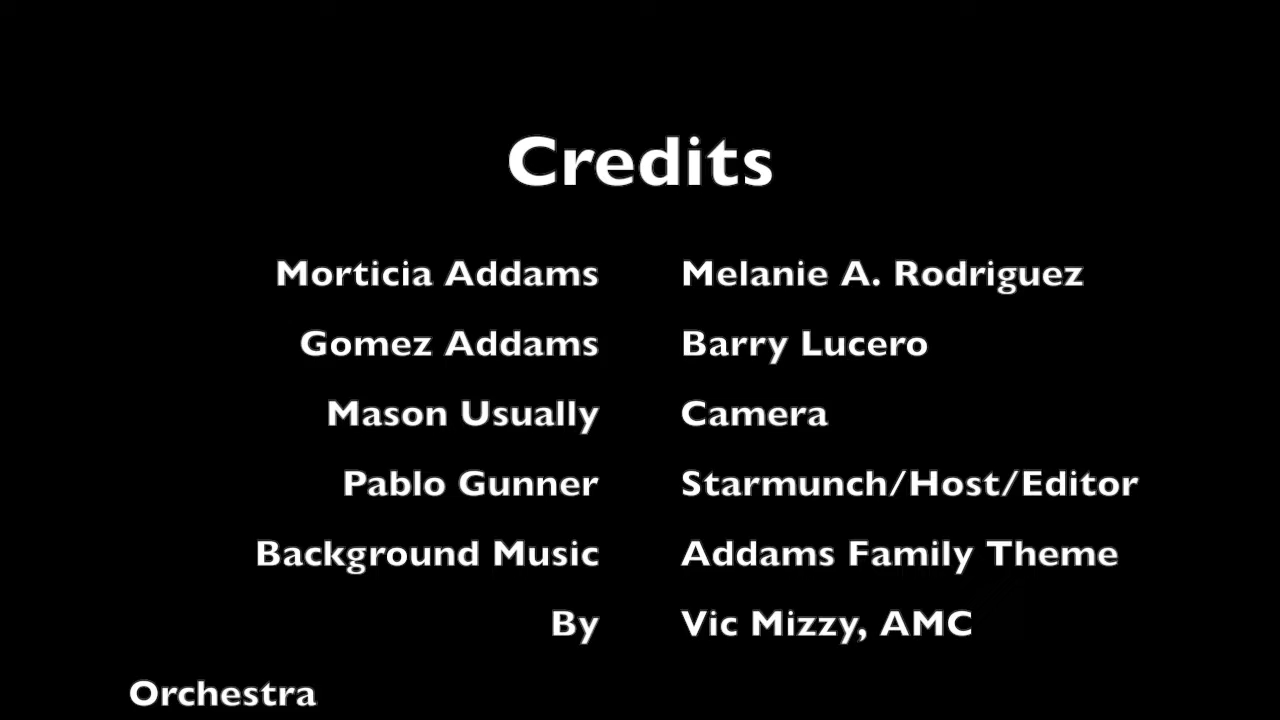 Credits
Morticia Addams Melanie A. Rodriguez
Gomez Addams Barry Lucero
Mason Usually Camera
Pablo Gunner Starmunch/Host/Editor
Background Music Addams Family Theme
By Vic Mizzy, AMC
Orchestra